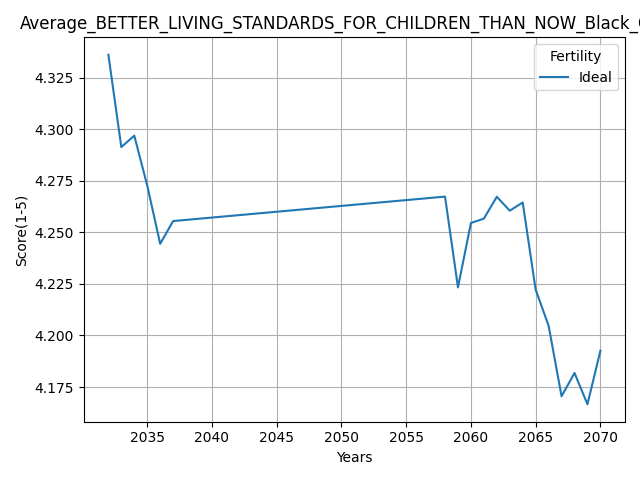 Average_BETTER_LIVING_STANDARDS_FOR_CHILDREN_THAN_NOW_Black_
Fertility
Ideal
4.325
4.300
4.275
4.250
4.225
4.200
4.175
Score(1-5)
2035 2040 2045 2050 2055 2060 2065 2070
Years